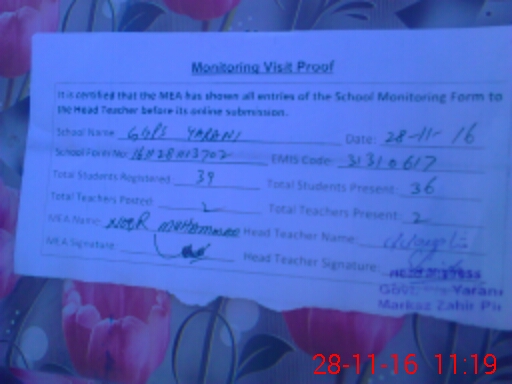 Monitoring Visit Proof
It is certified that the MEA has shown all entries of the School Monitoring Form to
the Head Teacher before its online submission.
School Name GGPS YARANI Date: 28-11-16
School Form No: EMIS Code: 31310617
Total Students Registered 39 Total Students Present: 36
Total Teachers Posted 2 Total Teachers Present: 2
MEA Name: NOOR MUHAMMAD Head Teacher Name:
MEA Signature: Head Teacher Signature:
HEADMISTRESS
Yarani
Markaz Zahir Pir
28-11-16 11:19